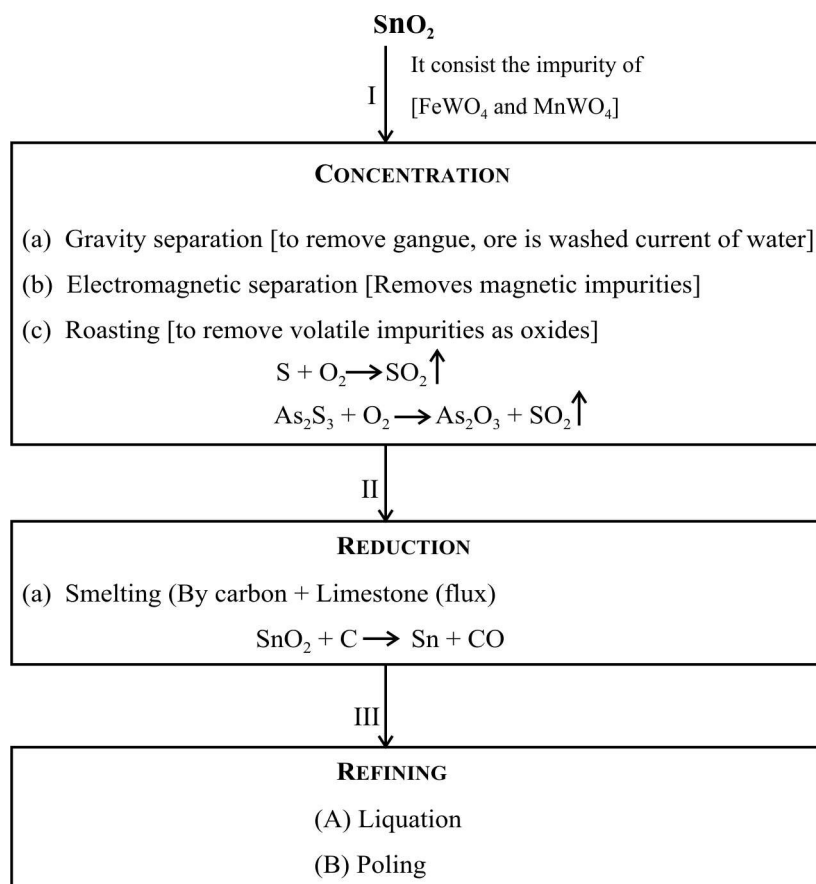 SnO₂
It consist the impurity of
I
[FeWO₄ and MnWO₄]
CONCENTRATION
(a) Gravity separation [to remove gangue, ore is washed current of water]
(b) Electromagnetic separation [Removes magnetic impurities]
(c) Roasting [to remove volatile impurities as oxides]
S + O₂ → SO₂ ↑
As₂S₃ + O₂ → As₂O₃ + SO₂ ↑
II
REDUCTION
(a) Smelting (By carbon + Limestone (flux)
SnO₂ + C → Sn + CO
III
REFINING
(A) Liquation
(B) Poling